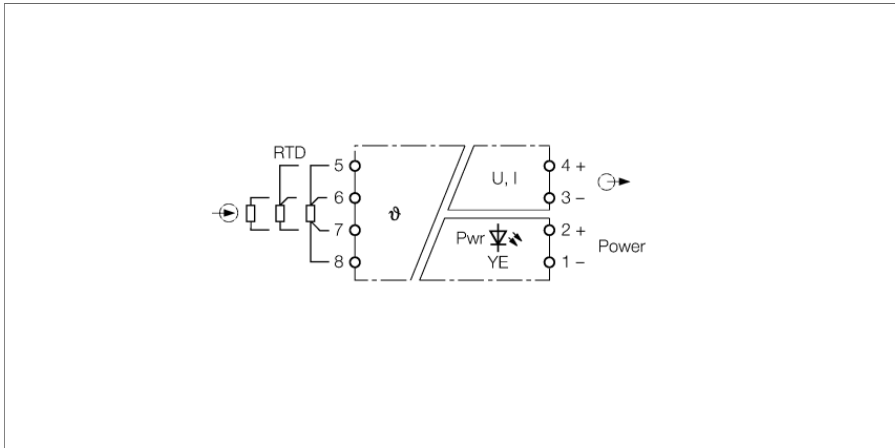 RTD
5
6
7
8
ϑ
U, I
4 +
3 –
Pwr
YE
2 +
1 –
Power